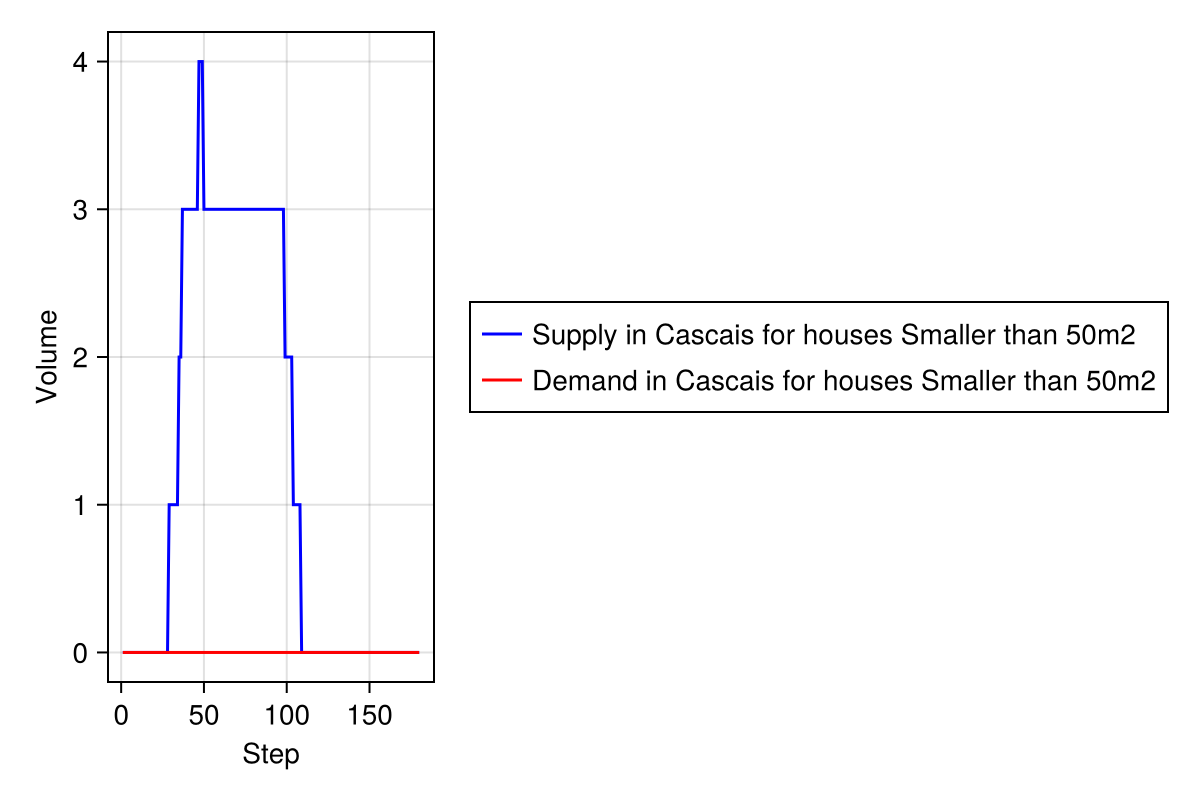 4
3
2
1
0
Volume
0 50 100 150
Step
Supply in Cascais for houses Smaller than 50m2
Demand in Cascais for houses Smaller than 50m2